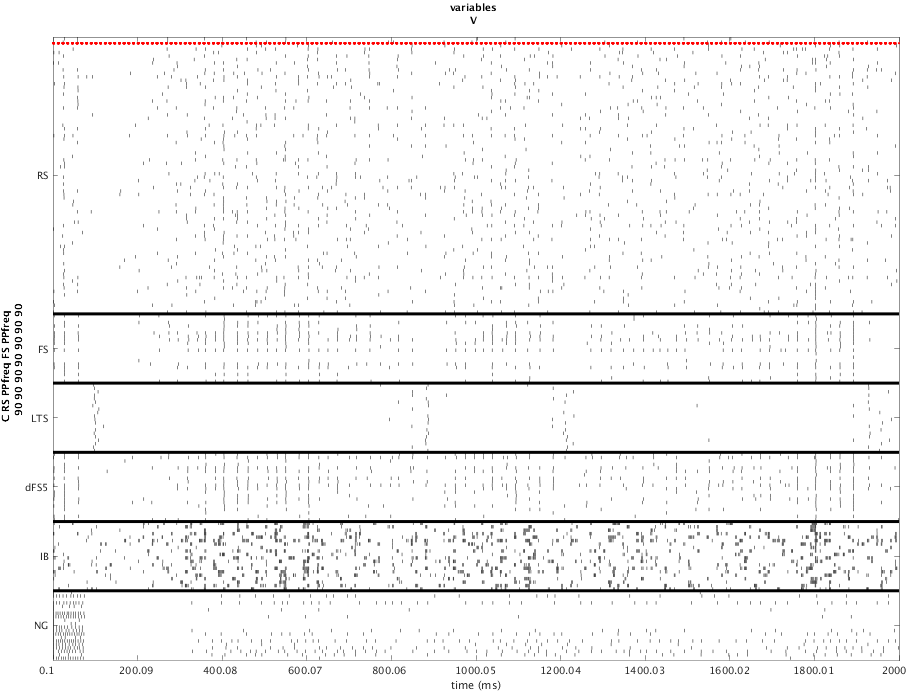 variables
V
C RS PPfreq FS PPfreq
90 90 90 90 90 90 90 90
RS
FS
LTS
dFS5
IB
NG
0.1 200.09 400.08 600.07 800.06 1000.05 1200.04 1400.03 1600.02 1800.01 2000
time (ms)